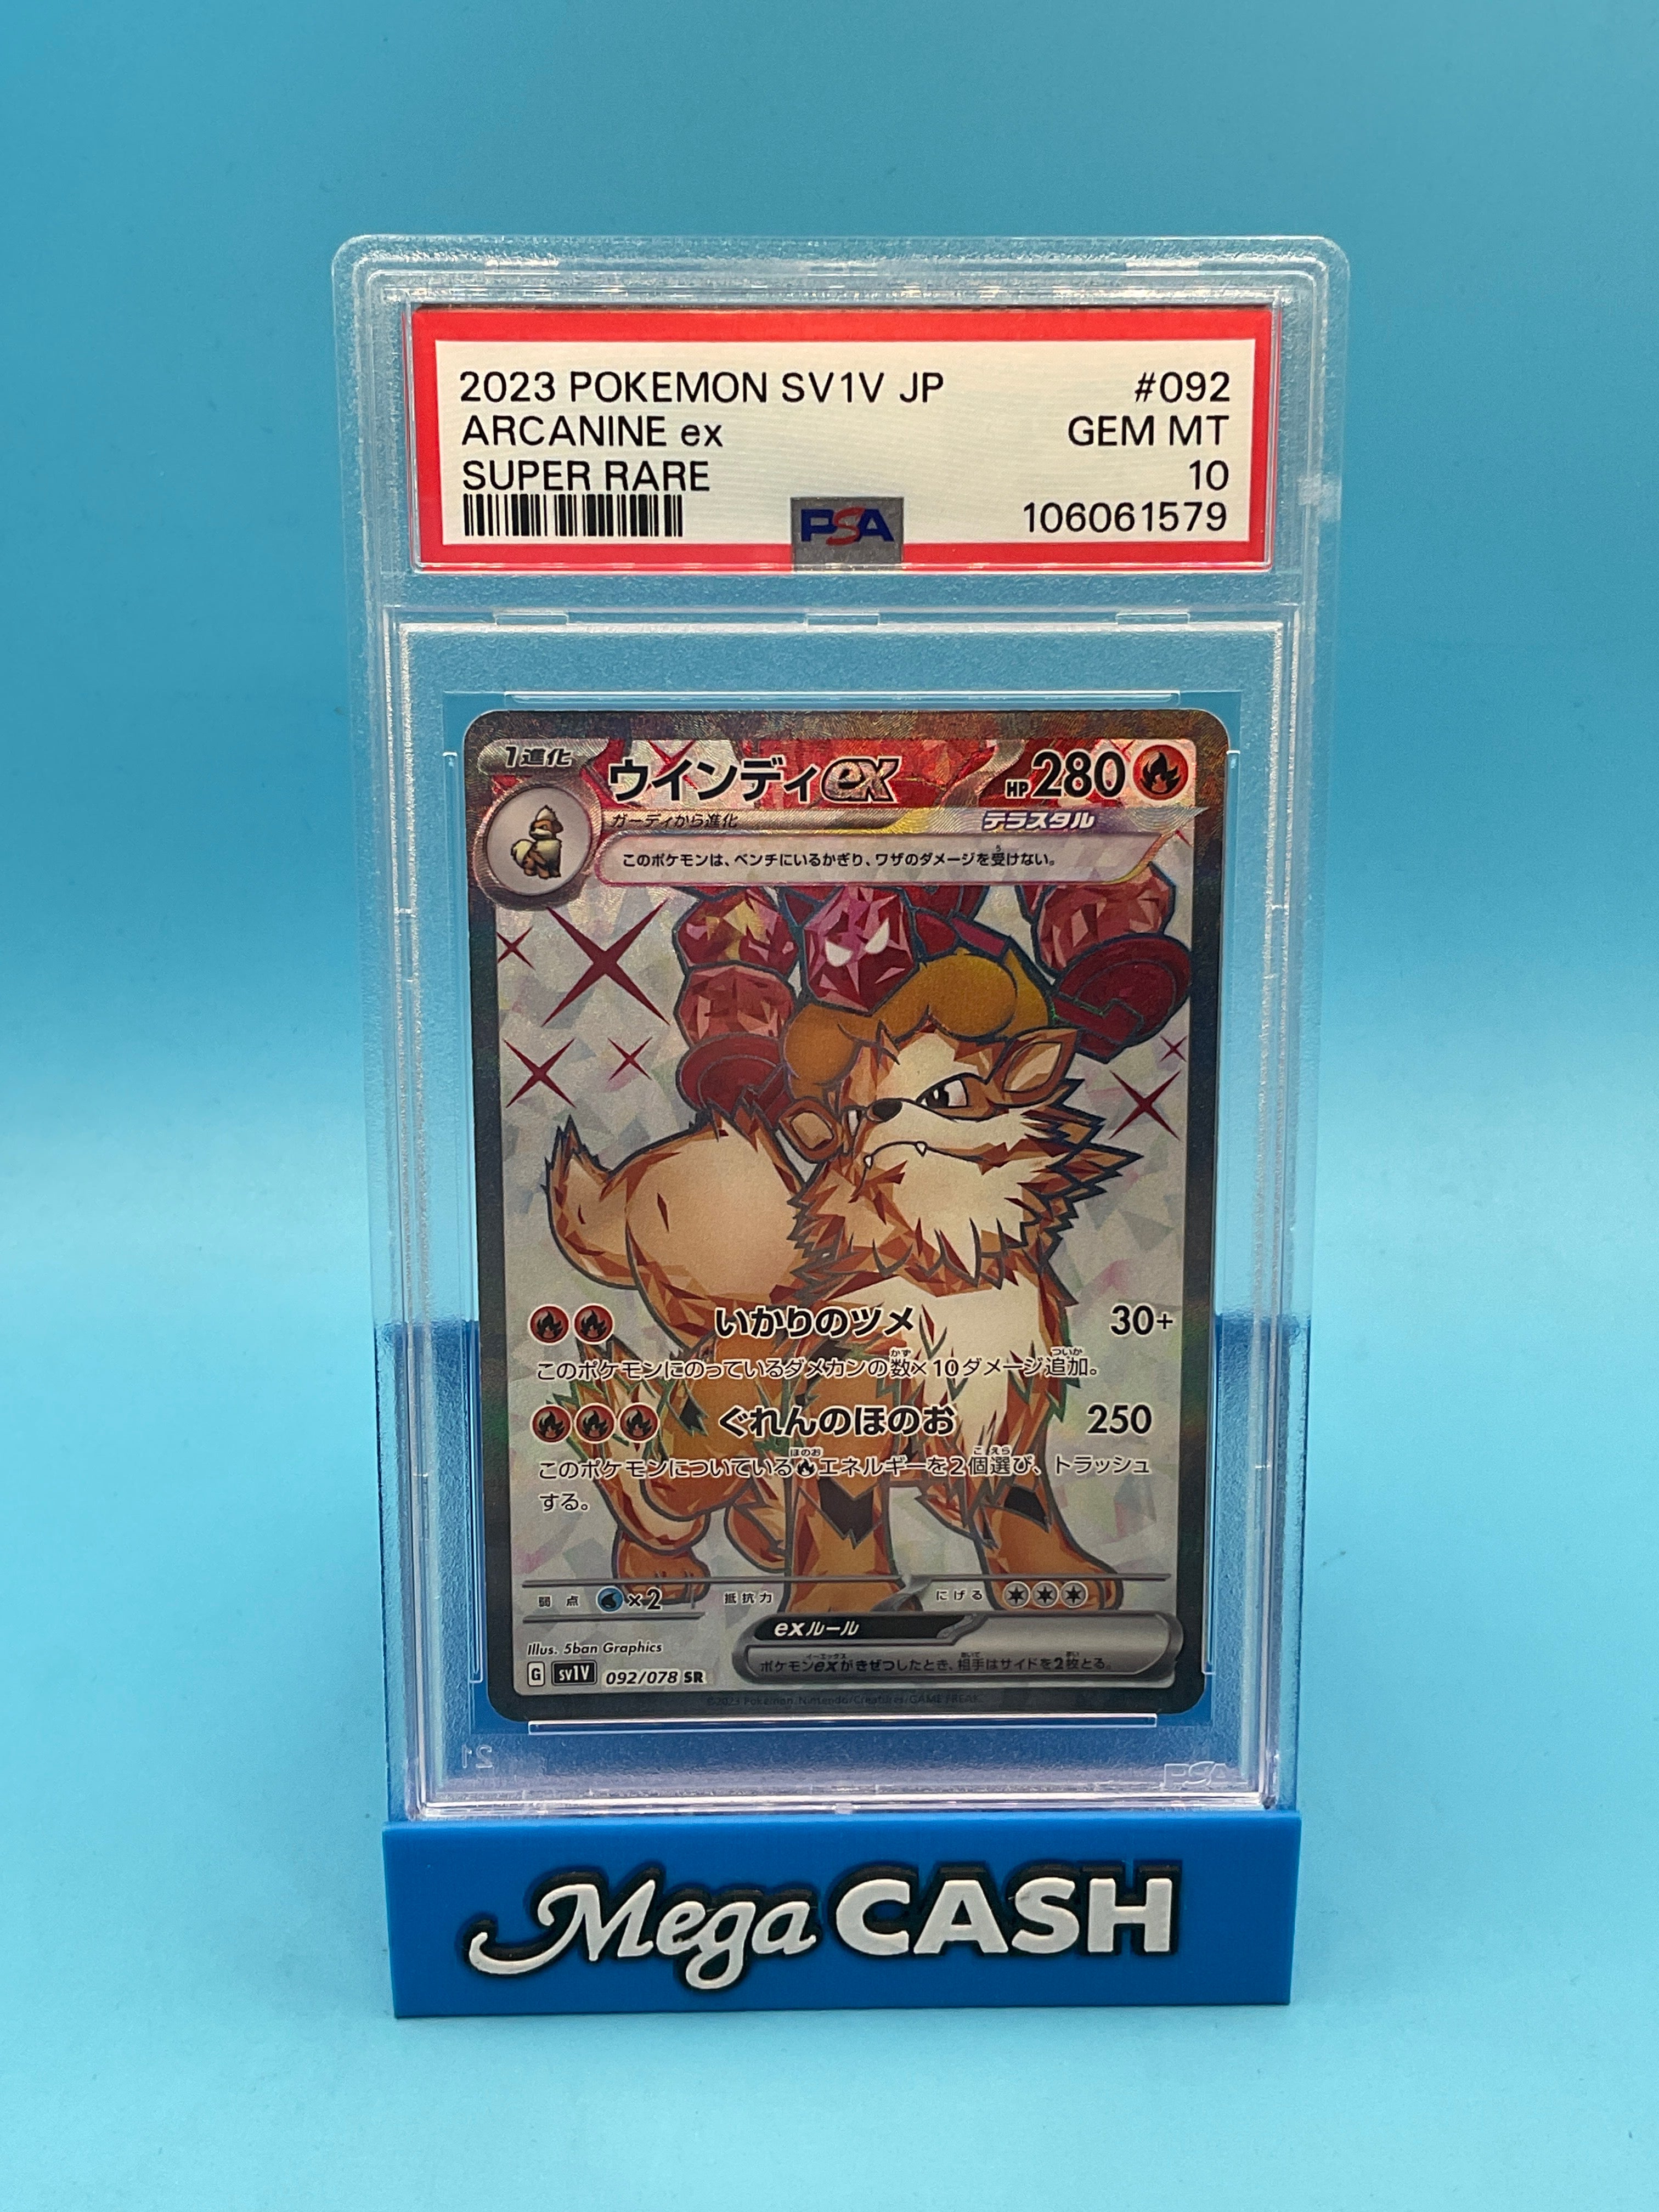 2023 POKEMON SV1V JP #092
ARCANINE ex GEM MT
SUPER RARE 10
PSA 106061579
1進化 ウインディex HP280
ガーディから進化 テラスタル
このポケモンは、ベンチにいるかぎり、ワザのダメージを受けない。
いかりのツメ 30+
このポケモンにのっているダメカンの数×10ダメージ追加。
ぐれんのほのお 250
このポケモンについているエネルギーを2個選び、トラッシュ
する。
弱点 ×2 抵抗力 にげる
exルール
ポケモンexがきぜつしたとき、相手はサイドを2枚とる。
Illus. 5ban Graphics
G sv1V 092/078 SR
©2023 Pokémon/Nintendo/Creatures/GAME FREAK
PSA
Mega CASH